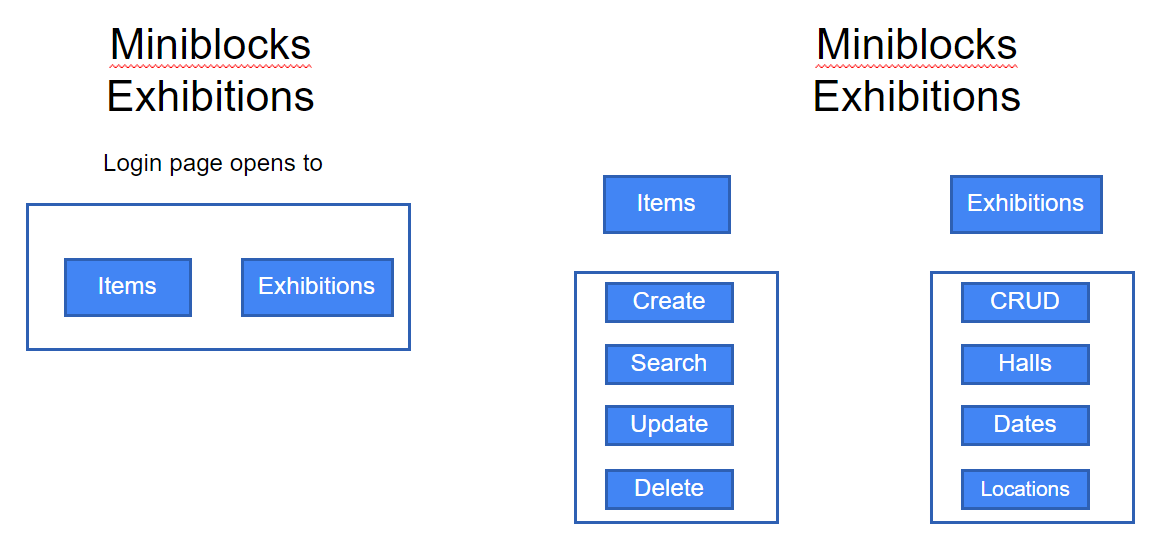 Miniblocks
Exhibitions
Login page opens to
Items
Exhibitions
Miniblocks
Exhibitions
Items
Create
Search
Update
Delete
Exhibitions
CRUD
Halls
Dates
Locations